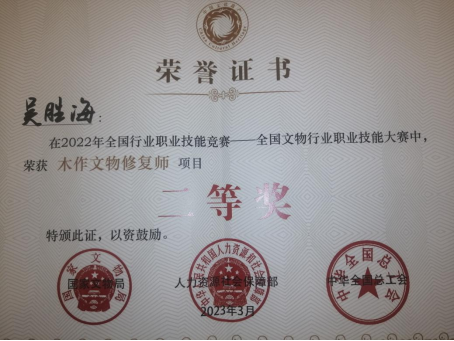 荣誉证书
吴胜海：
在2022年全国行业职业技能竞赛——全国文物行业职业技能大赛中，
荣获 木作文物修复师 项目
二等奖
特颁此证，以资鼓励。
国家文物局 人力资源社会保障部 中华全国总工会
2023年3月